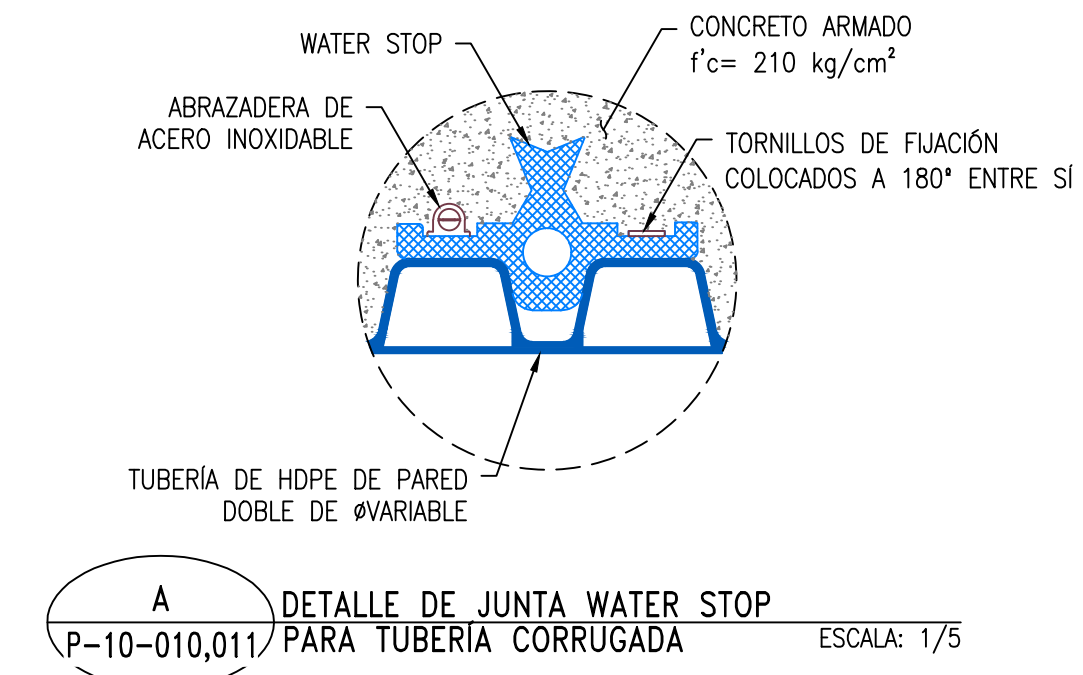 WATER STOP
CONCRETO ARMADO
f'c= 210 kg/cm²
ABRAZADERA DE
ACERO INOXIDABLE
TORNILLOS DE FIJACIÓN
COLOCADOS A 180° ENTRE SÍ
TUBERÍA DE HDPE DE PARED
DOBLE DE øVARIABLE
A
P-10-010,011
DETALLE DE JUNTA WATER STOP
PARA TUBERÍA CORRUGADA
ESCALA: 1/5